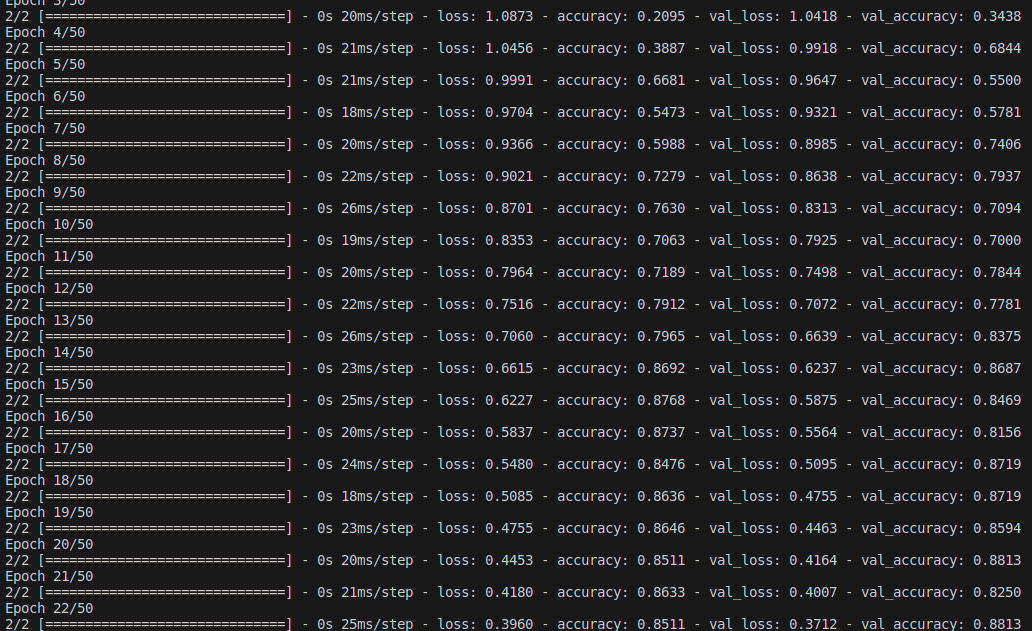 Epoch 3/50
2/2 [==============================] - 0s 20ms/step - loss: 1.0873 - accuracy: 0.2095 - val_loss: 1.0418 - val_accuracy: 0.3438
Epoch 4/50
2/2 [==============================] - 0s 21ms/step - loss: 1.0456 - accuracy: 0.3887 - val_loss: 0.9918 - val_accuracy: 0.6844
Epoch 5/50
2/2 [==============================] - 0s 21ms/step - loss: 0.9991 - accuracy: 0.6681 - val_loss: 0.9647 - val_accuracy: 0.5500
Epoch 6/50
2/2 [==============================] - 0s 18ms/step - loss: 0.9704 - accuracy: 0.5473 - val_loss: 0.9321 - val_accuracy: 0.5781
Epoch 7/50
2/2 [==============================] - 0s 20ms/step - loss: 0.9366 - accuracy: 0.5988 - val_loss: 0.8985 - val_accuracy: 0.7406
Epoch 8/50
2/2 [==============================] - 0s 22ms/step - loss: 0.9021 - accuracy: 0.7279 - val_loss: 0.8638 - val_accuracy: 0.7937
Epoch 9/50
2/2 [==============================] - 0s 26ms/step - loss: 0.8701 - accuracy: 0.7630 - val_loss: 0.8313 - val_accuracy: 0.7094
Epoch 10/50
2/2 [==============================] - 0s 19ms/step - loss: 0.8353 - accuracy: 0.7063 - val_loss: 0.7925 - val_accuracy: 0.7000
Epoch 11/50
2/2 [==============================] - 0s 20ms/step - loss: 0.7964 - accuracy: 0.7189 - val_loss: 0.7498 - val_accuracy: 0.7844
Epoch 12/50
2/2 [==============================] - 0s 22ms/step - loss: 0.7516 - accuracy: 0.7912 - val_loss: 0.7072 - val_accuracy: 0.7781
Epoch 13/50
2/2 [==============================] - 0s 26ms/step - loss: 0.7060 - accuracy: 0.7965 - val_loss: 0.6639 - val_accuracy: 0.8375
Epoch 14/50
2/2 [==============================] - 0s 23ms/step - loss: 0.6615 - accuracy: 0.8692 - val_loss: 0.6237 - val_accuracy: 0.8687
Epoch 15/50
2/2 [==============================] - 0s 25ms/step - loss: 0.6227 - accuracy: 0.8768 - val_loss: 0.5875 - val_accuracy: 0.8469
Epoch 16/50
2/2 [==============================] - 0s 20ms/step - loss: 0.5837 - accuracy: 0.8737 - val_loss: 0.5564 - val_accuracy: 0.8156
Epoch 17/50
2/2 [==============================] - 0s 24ms/step - loss: 0.5480 - accuracy: 0.8476 - val_loss: 0.5095 - val_accuracy: 0.8719
Epoch 18/50
2/2 [==============================] - 0s 18ms/step - loss: 0.5085 - accuracy: 0.8636 - val_loss: 0.4755 - val_accuracy: 0.8719
Epoch 19/50
2/2 [==============================] - 0s 23ms/step - loss: 0.4755 - accuracy: 0.8646 - val_loss: 0.4463 - val_accuracy: 0.8594
Epoch 20/50
2/2 [==============================] - 0s 20ms/step - loss: 0.4453 - accuracy: 0.8511 - val_loss: 0.4164 - val_accuracy: 0.8813
Epoch 21/50
2/2 [==============================] - 0s 21ms/step - loss: 0.4180 - accuracy: 0.8633 - val_loss: 0.4007 - val_accuracy: 0.8250
Epoch 22/50
2/2 [==============================] - 0s 25ms/step - loss: 0.3960 - accuracy: 0.8511 - val_loss: 0.3712 - val_accuracy: 0.8813